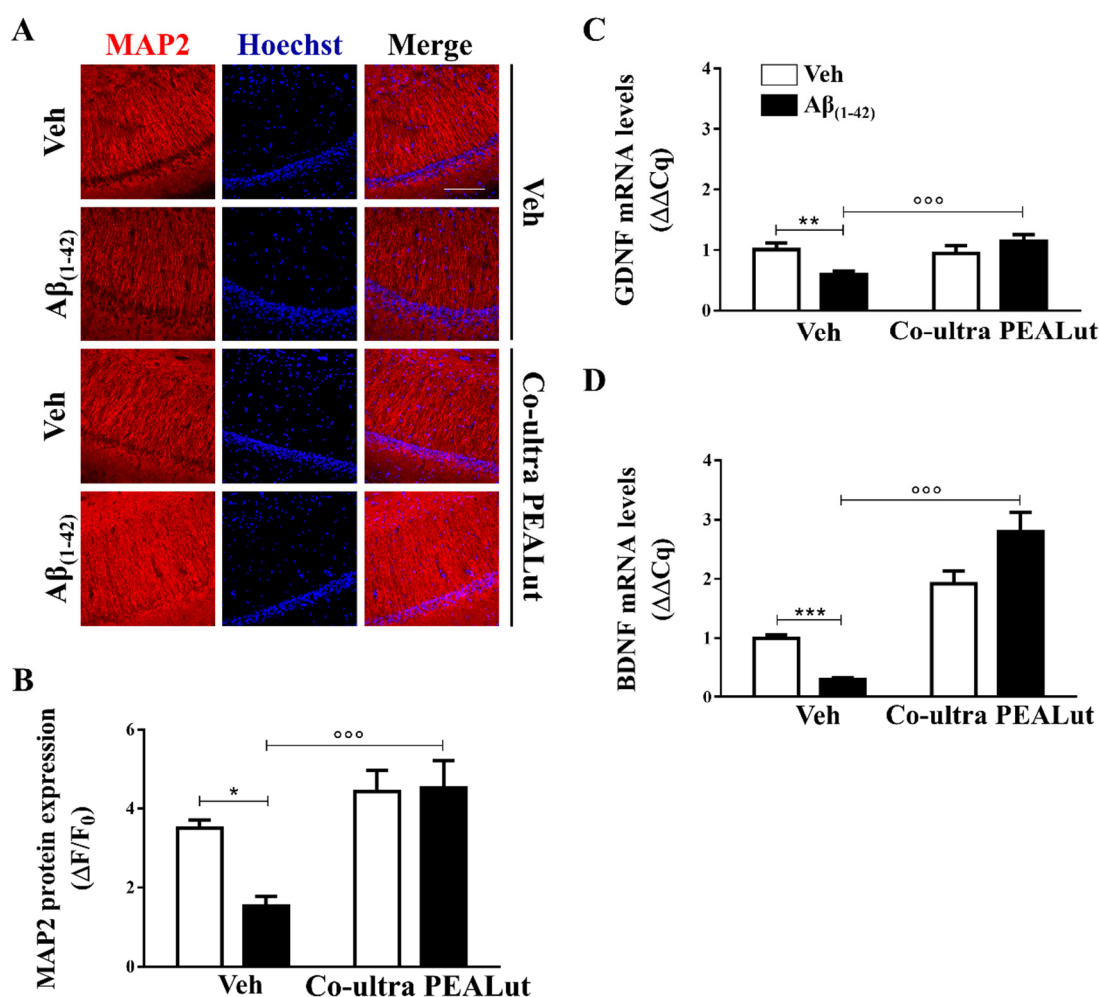 A
MAP2 Hoechst Merge
Veh
Aβ(1-42)
Veh
Aβ(1-42)
Veh
Co-ultra PEALut
B
MAP2 protein expression
(ΔF/F0)
6
4
2
0
*
°°°
Veh Co-ultra PEALut
C
GDNF mRNA levels
(ΔΔCq)
4
3
2
1
0
Veh
Aβ(1-42)
**
°°°
Veh Co-ultra PEALut
D
BDNF mRNA levels
(ΔΔCq)
4
3
2
1
0
***
°°°
Veh Co-ultra PEALut